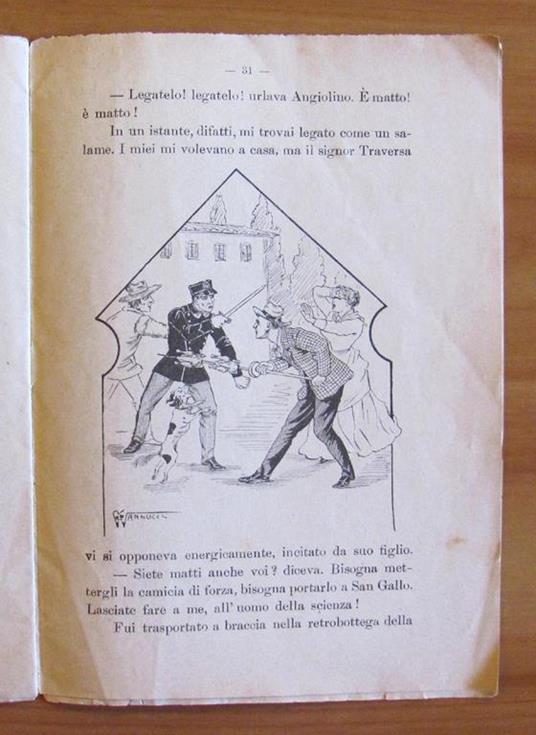 — 31 —
— Legatelo! legatelo! urlava Angiolino. È matto!
è matto!
In un istante, difatti, mi trovai legato come un sa-
lame. I miei mi volevano a casa, ma il signor Traversa
vi si opponeva energicamente, incitato da suo figlio.
— Siete matti anche voi? diceva. Bisogna met-
tergli la camicia di forza, bisogna portarlo a San Gallo.
Lasciate fare a me, all'uomo della scienza!
Fui trasportato a braccia nella retrobottega della